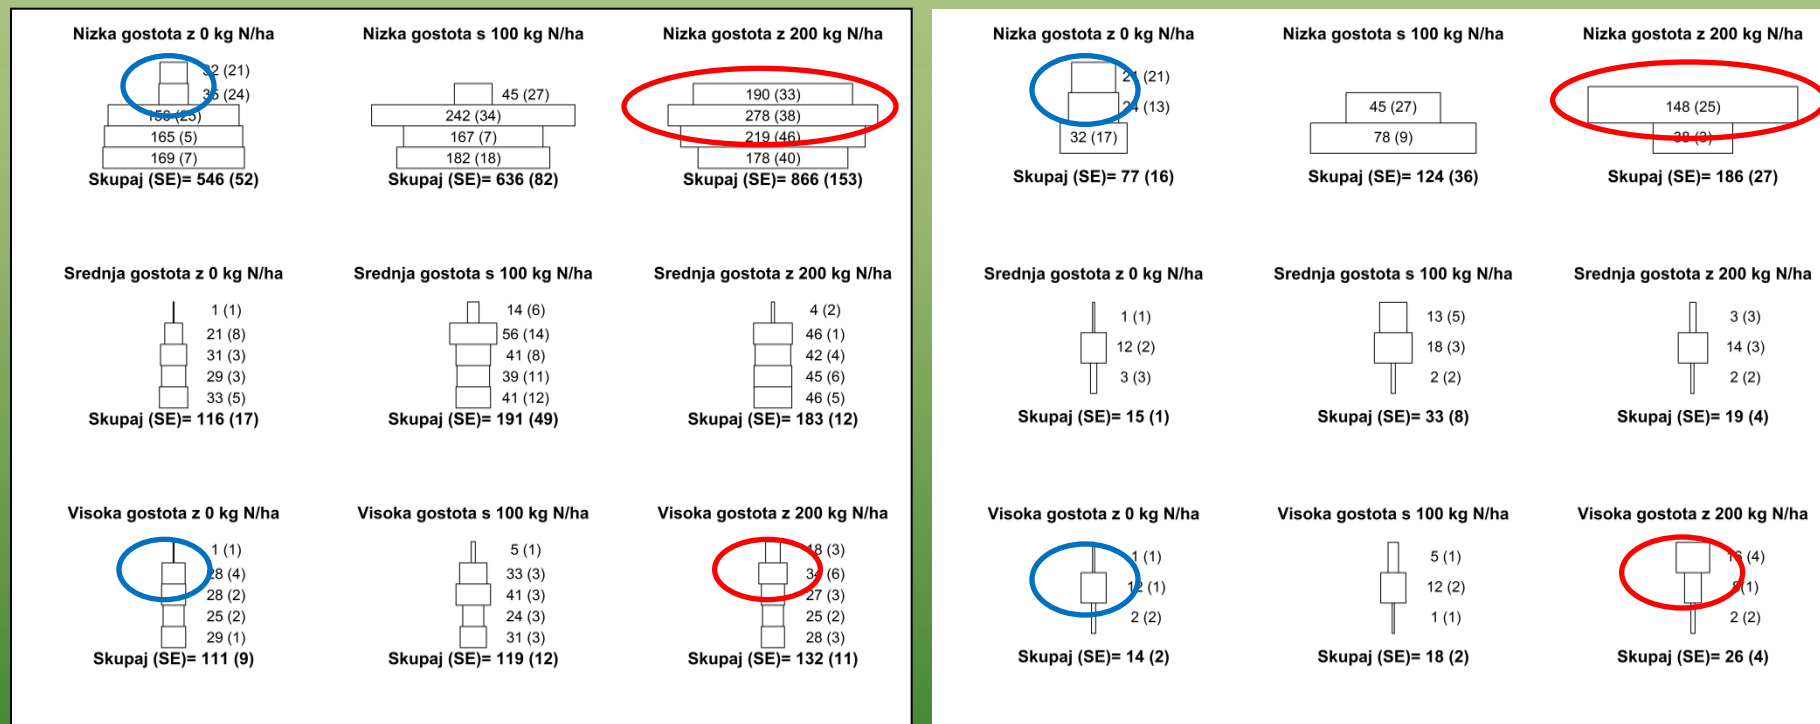 Nizka gostota z 0 kg N/ha
32 (21)
35 (24)
165 (5)
169 (7)
Skupaj (SE)= 546 (52)
Nizka gostota s 100 kg N/ha
45 (27)
242 (34)
167 (7)
182 (18)
Skupaj (SE)= 636 (82)
Nizka gostota z 200 kg N/ha
190 (33)
278 (38)
219 (46)
178 (40)
Skupaj (SE)= 866 (153)
Srednja gostota z 0 kg N/ha
1 (1)
21 (8)
31 (3)
29 (3)
33 (5)
Skupaj (SE)= 116 (17)
Srednja gostota s 100 kg N/ha
14 (6)
56 (14)
41 (8)
39 (11)
41 (12)
Skupaj (SE)= 191 (49)
Srednja gostota z 200 kg N/ha
4 (2)
46 (1)
42 (4)
45 (6)
46 (5)
Skupaj (SE)= 183 (12)
Visoka gostota z 0 kg N/ha
1 (1)
28 (4)
28 (2)
25 (2)
29 (1)
Skupaj (SE)= 111 (9)
Visoka gostota s 100 kg N/ha
5 (1)
33 (3)
41 (3)
24 (3)
31 (3)
Skupaj (SE)= 119 (12)
Visoka gostota z 200 kg N/ha
18 (3)
34 (6)
27 (3)
25 (2)
28 (3)
Skupaj (SE)= 132 (11)
Nizka gostota z 0 kg N/ha
21 (21)
24 (13)
32 (17)
Skupaj (SE)= 77 (16)
Nizka gostota s 100 kg N/ha
45 (27)
78 (9)
Skupaj (SE)= 124 (36)
Nizka gostota z 200 kg N/ha
148 (25)
38 (3)
Skupaj (SE)= 186 (27)
Srednja gostota z 0 kg N/ha
1 (1)
12 (2)
3 (3)
Skupaj (SE)= 15 (1)
Srednja gostota s 100 kg N/ha
13 (5)
18 (3)
2 (2)
Skupaj (SE)= 33 (8)
Srednja gostota z 200 kg N/ha
3 (3)
14 (3)
2 (2)
Skupaj (SE)= 19 (4)
Visoka gostota z 0 kg N/ha
1 (1)
12 (1)
2 (2)
Skupaj (SE)= 14 (2)
Visoka gostota s 100 kg N/ha
5 (1)
12 (2)
1 (1)
Skupaj (SE)= 18 (2)
Visoka gostota z 200 kg N/ha
16 (4)
8 (1)
2 (2)
Skupaj (SE)= 26 (4)